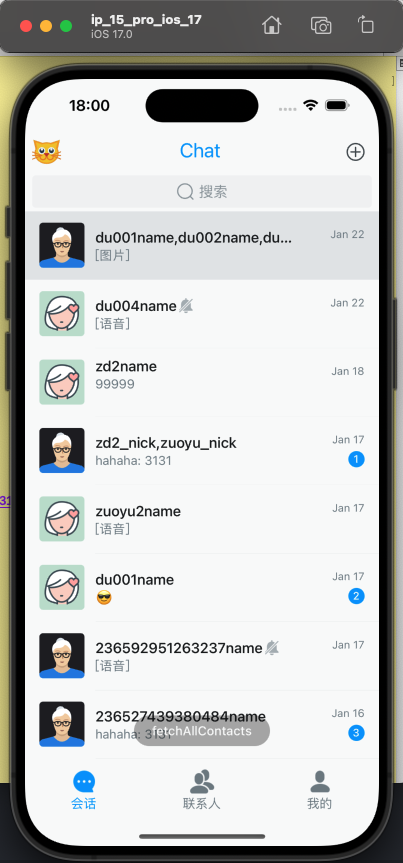 ip_15_pro_ios_17
iOS 17.0
18:00
Chat
搜索
du001name,du002name,du...
Jan 22
[图片]
du004name
Jan 22
[语音]
zd2name
Jan 18
99999
zd2_nick,zuoyu_nick
Jan 17
hahaha: 3131
1
zuoyu2name
Jan 17
[语音]
du001name
Jan 17
2
236592951263237name
Jan 17
[语音]
236527439380484name
Jan 16
hahaha: 3131
3
fetchAllContacts
会话
联系人
我的
31